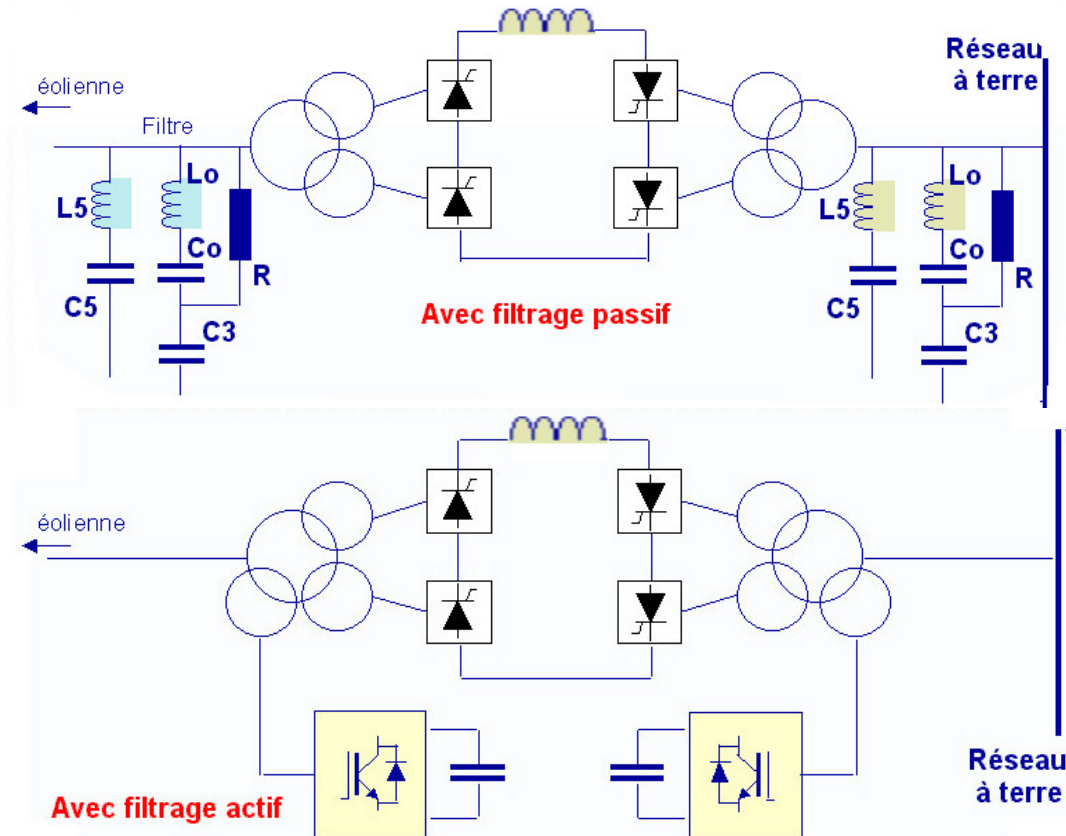 Réseau
à terre
éolienne
Filtre
L5
Lo
Co
R
C5
C3
Avec filtrage passif
L5
Lo
Co
R
C5
C3
éolienne
Avec filtrage actif
Réseau
à terre